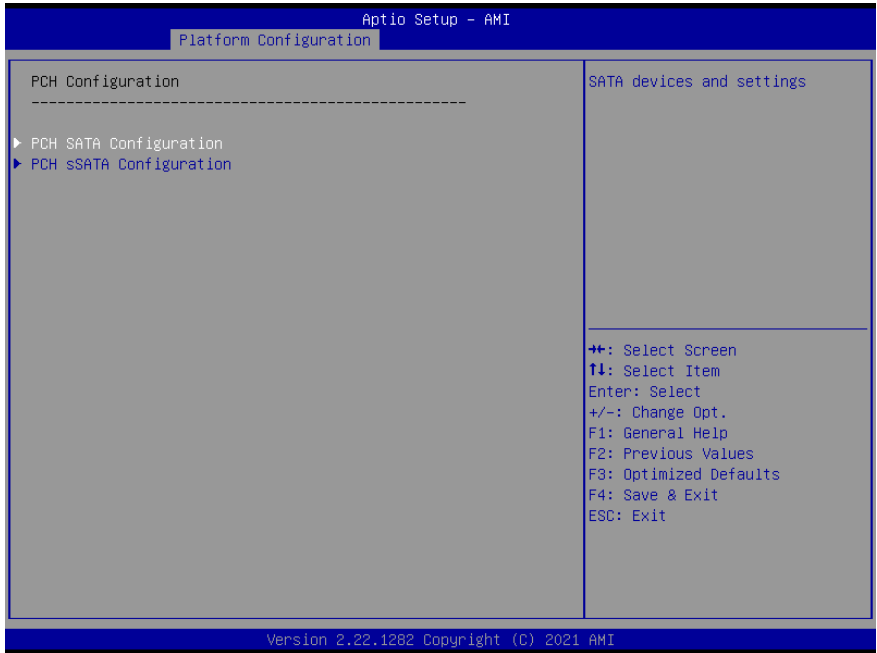 Aptio Setup – AMI
Platform Configuration
PCH Configuration
--------------------------------------------------
PCH SATA Configuration
PCH sSATA Configuration
SATA devices and settings
→←: Select Screen
↑↓: Select Item
Enter: Select
+/-: Change Opt.
F1: General Help
F2: Previous Values
F3: Optimized Defaults
F4: Save & Exit
ESC: Exit
Version 2.22.1282 Copyright (C) 2021 AMI